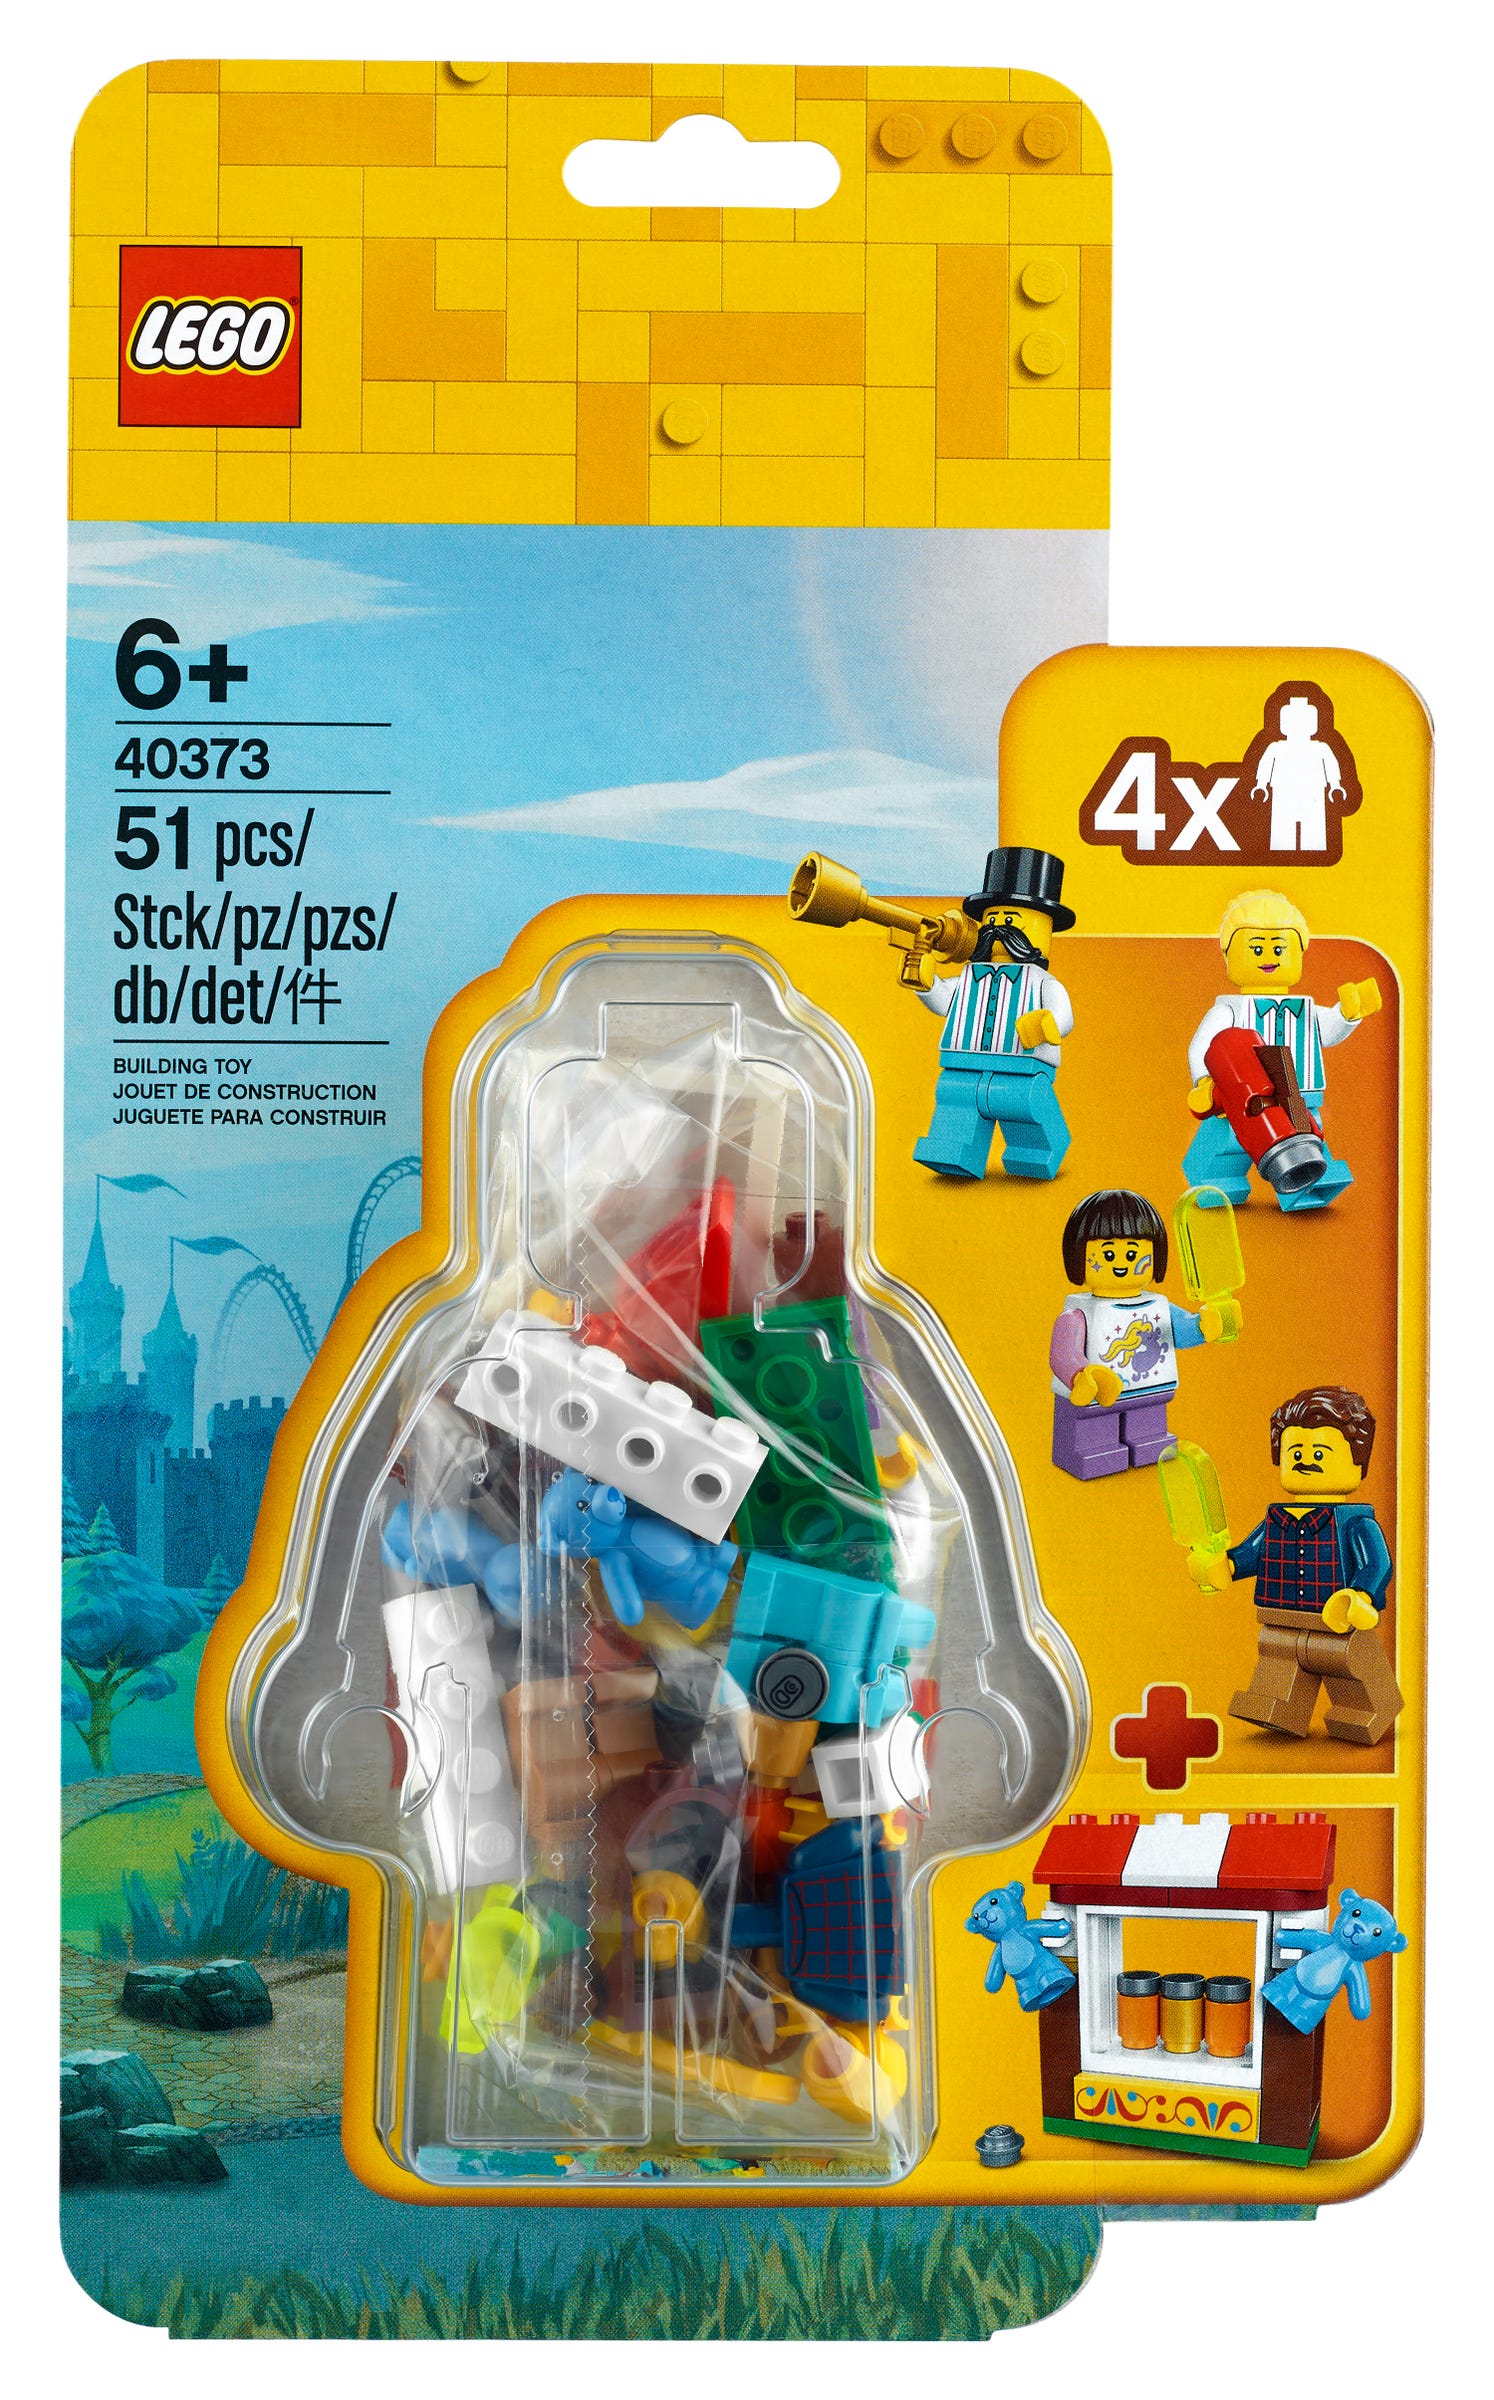 LEGO®
6+
40373
51 pcs/
Stck/pz/pzs/
db/det/件
BUILDING TOY
JOUET DE CONSTRUCTION
JUGUETE PARA CONSTRUIR
4x